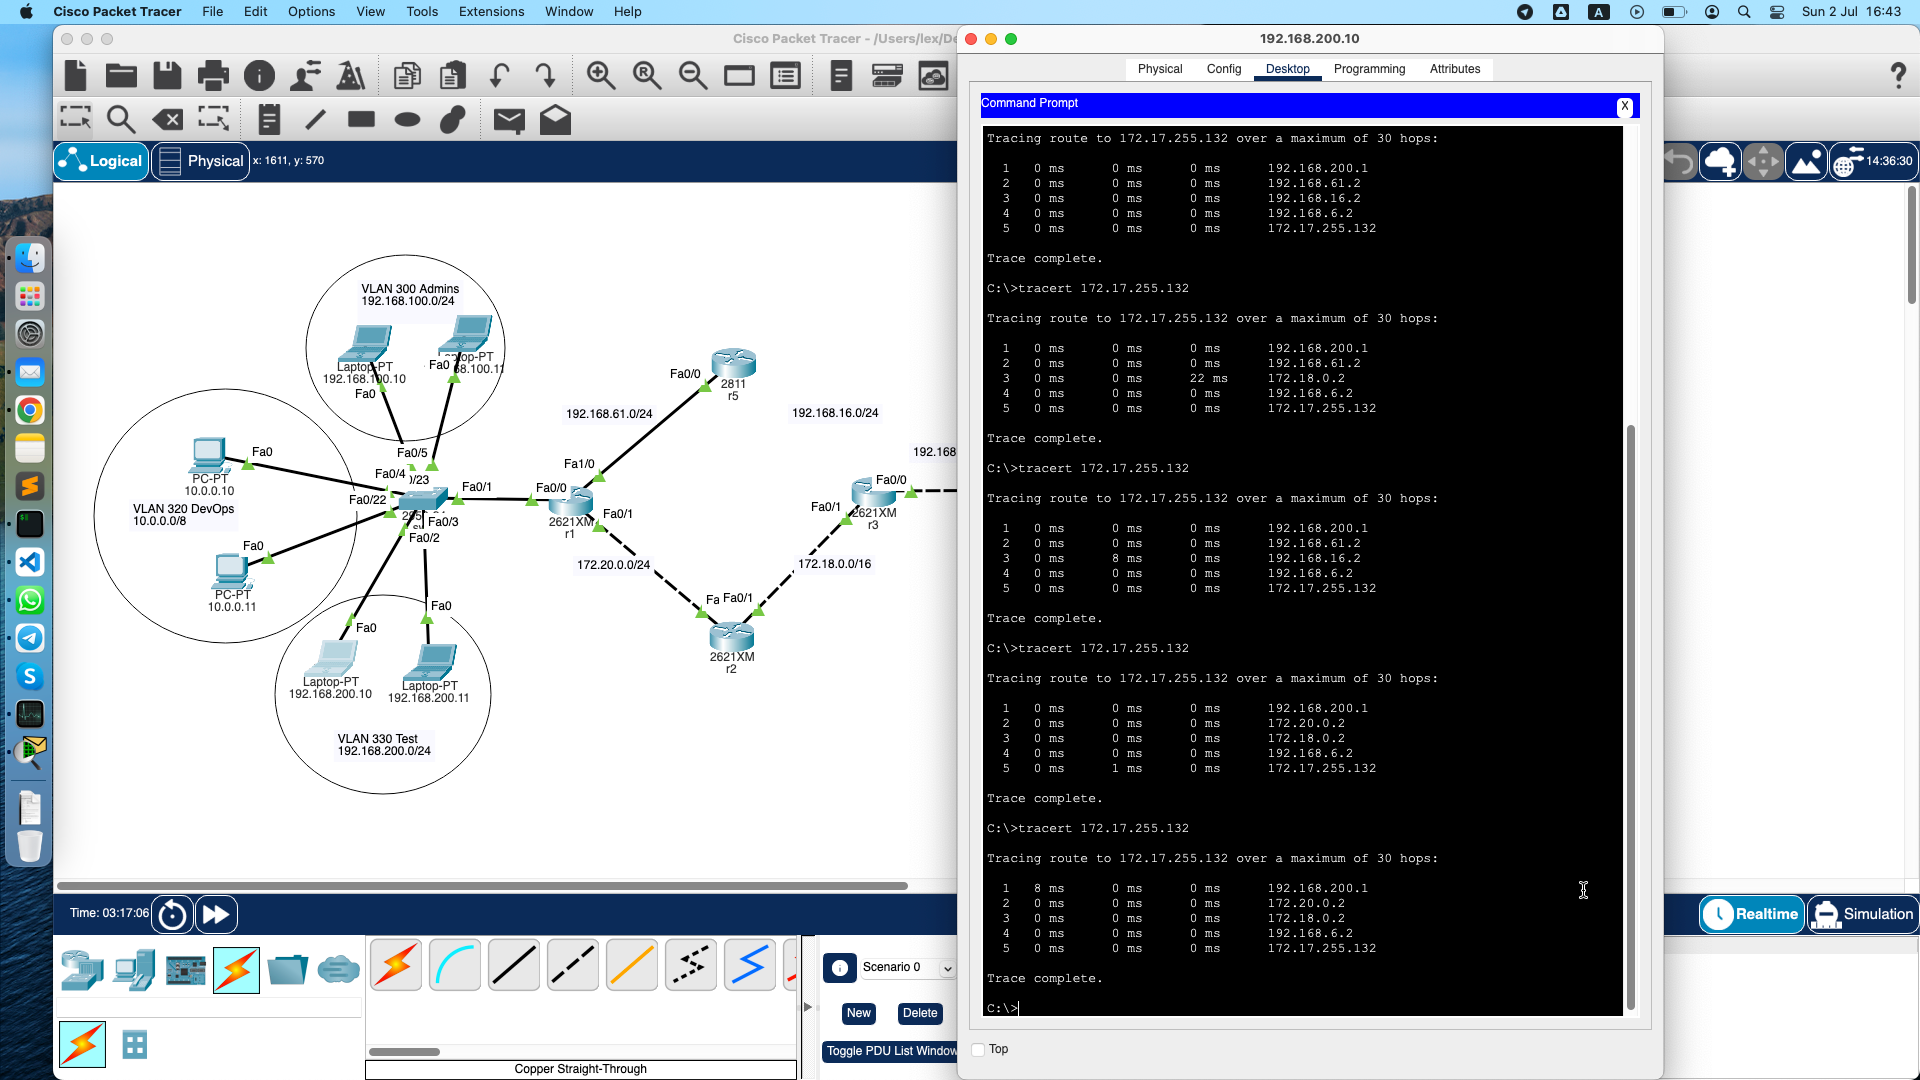 Cisco Packet Tracer File Edit Options View Tools Extensions Window Help
A
Sun 2 Jul 16:43
Cisco Packet Tracer - /Users/lex/De
192.168.200.10
Physical Config Desktop Programming Attributes
Command Prompt
X
Logical Physical x: 1611, y: 570
14:36:30
VLAN 300 Admins
192.168.100.0/24
Laptop-PT
192.168.100.10
Fa0
Fa0
VLAN 320 DevOps
10.0.0.0/8
PC-PT
10.0.0.10
Fa0
PC-PT
10.0.0.11
Fa0
Fa0/5
Fa0/4
Fa0/22
Fa0/3
Fa0/2
Fa0/1
Fa0/0
Fa1/0
Fa0/1
2621XM
r1
Fa0/0
2811
r5
192.168.61.0/24
192.168.16.0/24
192.168
172.20.0.0/24
172.18.0.0/16
Fa0/1
Fa0/0
2621XM
r3
Fa
Fa0/1
2621XM
r2
Fa0
Fa0
Laptop-PT
192.168.200.10
Laptop-PT
192.168.200.11
VLAN 330 Test
192.168.200.0/24
Tracing route to 172.17.255.132 over a maximum of 30 hops:
1 0 ms 0 ms 0 ms 192.168.200.1
2 0 ms 0 ms 0 ms 192.168.61.2
3 0 ms 0 ms 0 ms 192.168.16.2
4 0 ms 0 ms 0 ms 192.168.6.2
5 0 ms 0 ms 0 ms 172.17.255.132
Trace complete.
C:\>tracert 172.17.255.132
Tracing route to 172.17.255.132 over a maximum of 30 hops:
1 0 ms 0 ms 0 ms 192.168.200.1
2 0 ms 0 ms 0 ms 192.168.61.2
3 0 ms 0 ms 22 ms 172.18.0.2
4 0 ms 0 ms 0 ms 192.168.6.2
5 0 ms 0 ms 0 ms 172.17.255.132
Trace complete.
C:\>tracert 172.17.255.132
Tracing route to 172.17.255.132 over a maximum of 30 hops:
1 0 ms 0 ms 0 ms 192.168.200.1
2 0 ms 0 ms 0 ms 192.168.61.2
3 0 ms 8 ms 0 ms 192.168.16.2
4 0 ms 0 ms 0 ms 192.168.6.2
5 0 ms 0 ms 0 ms 172.17.255.132
Trace complete.
C:\>tracert 172.17.255.132
Tracing route to 172.17.255.132 over a maximum of 30 hops:
1 0 ms 0 ms 0 ms 192.168.200.1
2 0 ms 0 ms 0 ms 172.20.0.2
3 0 ms 0 ms 0 ms 172.18.0.2
4 0 ms 0 ms 0 ms 192.168.6.2
5 0 ms 1 ms 0 ms 172.17.255.132
Trace complete.
C:\>tracert 172.17.255.132
Tracing route to 172.17.255.132 over a maximum of 30 hops:
1 8 ms 0 ms 0 ms 192.168.200.1
2 0 ms 0 ms 0 ms 172.20.0.2
3 0 ms 0 ms 0 ms 172.18.0.2
4 0 ms 0 ms 0 ms 192.168.6.2
5 0 ms 0 ms 0 ms 172.17.255.132
Trace complete.
C:\>
Top
Time: 03:17:06
Realtime Simulation
Scenario 0
New Delete
Toggle PDU List Window
Copper Straight-Through